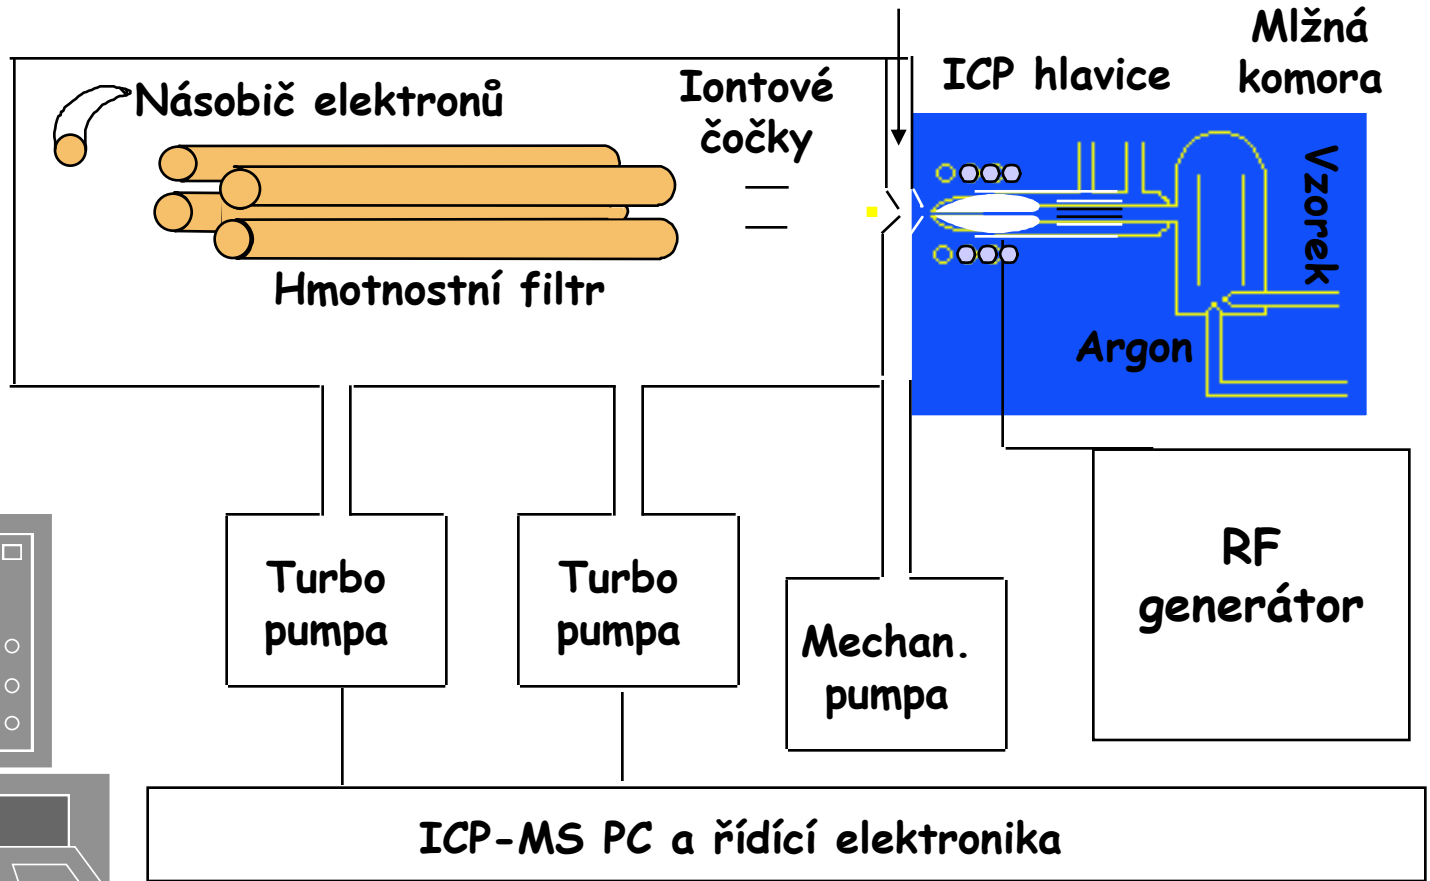 Mlžná
komora
ICP hlavice
Iontové
čočky
Násobič elektronů
Vzorek
Hmotnostní filtr
Argon
RF
generátor
Turbo
pumpa
Turbo
pumpa
Mechan.
pumpa
ICP-MS PC a řídící elektronika